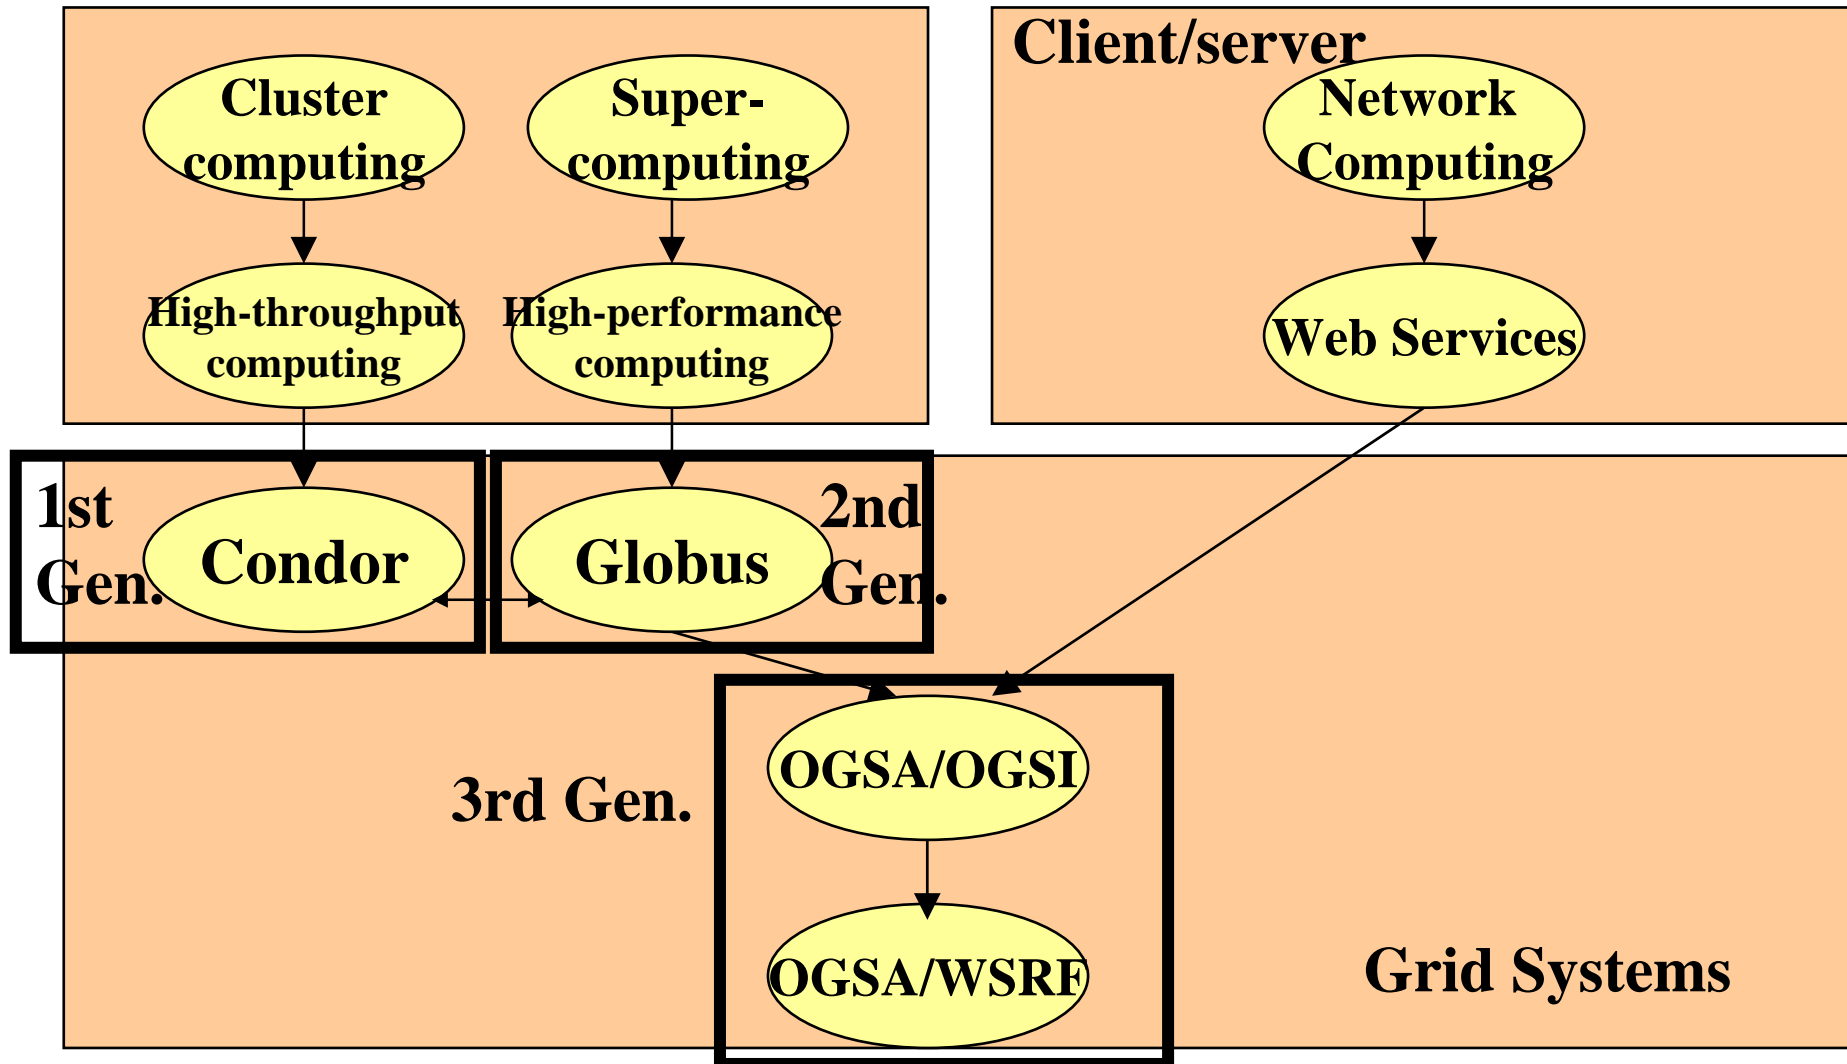 Client/server
Cluster
computing
Super-
computing
Network
Computing
High-throughput
computing
High-performance
computing
Web Services
1st
Gen.
Condor
Globus
2nd
Gen.
OGSA/OGSI
3rd Gen.
OGSA/WSRF
Grid Systems